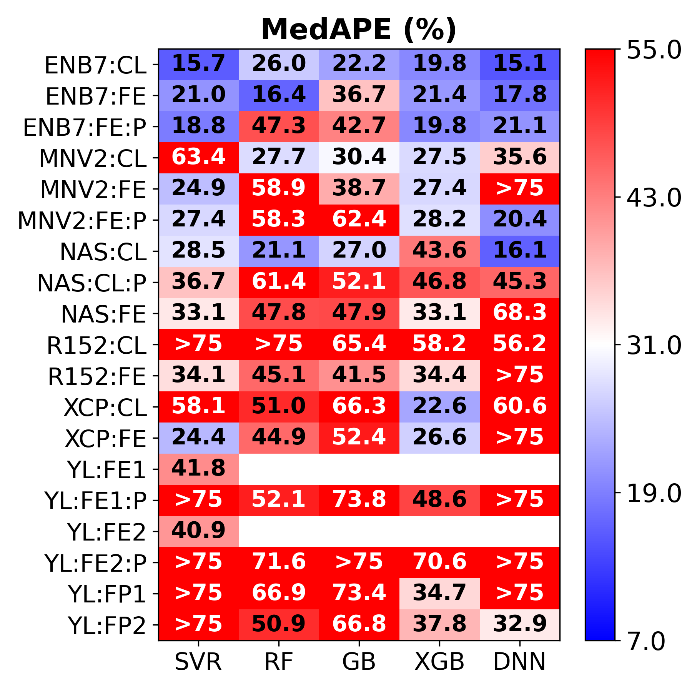 MedAPE (%)
ENB7:CL 15.7 26.0 22.2 19.8 15.1
ENB7:FE 21.0 16.4 36.7 21.4 17.8
ENB7:FE:P 18.8 47.3 42.7 19.8 21.1
MNV2:CL 63.4 27.7 30.4 27.5 35.6
MNV2:FE 24.9 58.9 38.7 27.4 >75
MNV2:FE:P 27.4 58.3 62.4 28.2 20.4
NAS:CL 28.5 21.1 27.0 43.6 16.1
NAS:CL:P 36.7 61.4 52.1 46.8 45.3
NAS:FE 33.1 47.8 47.9 33.1 68.3
R152:CL >75 >75 65.4 58.2 56.2
R152:FE 34.1 45.1 41.5 34.4 >75
XCP:CL 58.1 51.0 66.3 22.6 60.6
XCP:FE 24.4 44.9 52.4 26.6 >75
YL:FE1 41.8
YL:FE1:P >75 52.1 73.8 48.6 >75
YL:FE2 40.9
YL:FE2:P >75 71.6 >75 70.6 >75
YL:FP1 >75 66.9 73.4 34.7 >75
YL:FP2 >75 50.9 66.8 37.8 32.9
SVR RF GB XGB DNN
55.0
43.0
31.0
19.0
7.0